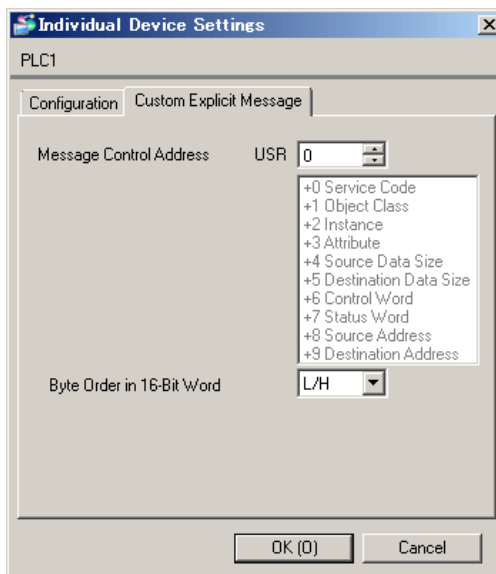 Individual Device Settings
PLC1
Configuration Custom Explicit Message
Message Control Address USR 0
+0 Service Code
+1 Object Class
+2 Instance
+3 Attribute
+4 Source Data Size
+5 Destination Data Size
+6 Control Word
+7 Status Word
+8 Source Address
+9 Destination Address
Byte Order in 16-Bit Word L/H
OK (O) Cancel